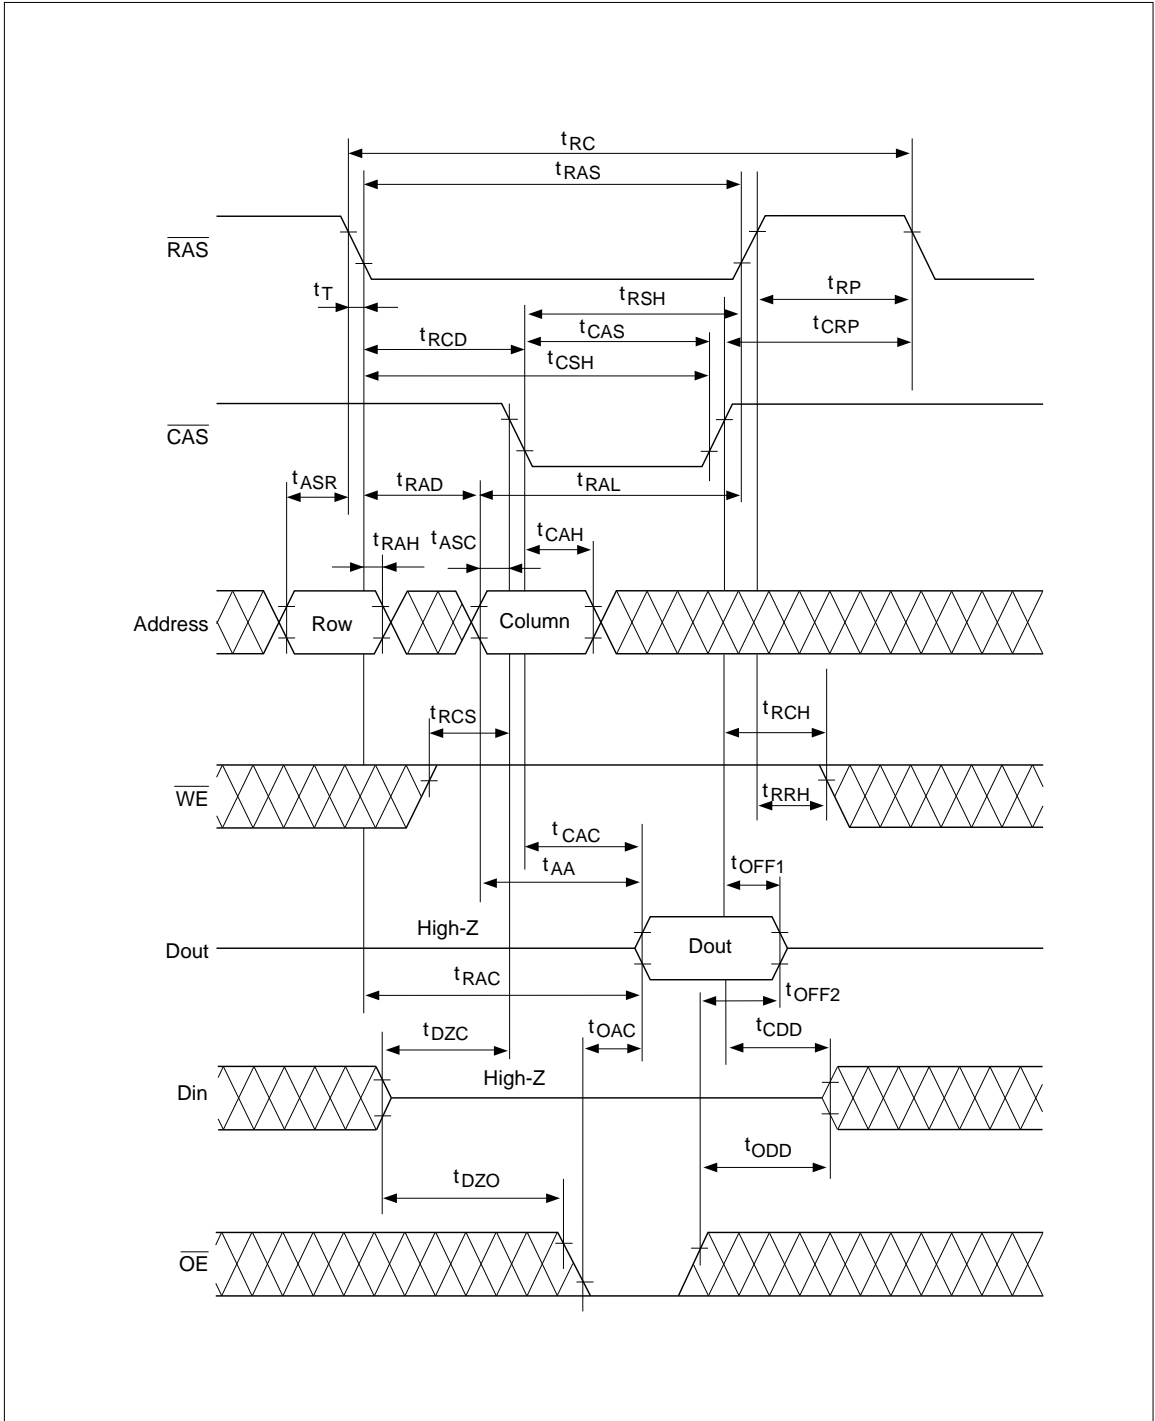 tRC
tRAS
RAS
tT
tRSH
tRP
tRCD
tCAS
tCRP
tCSH
CAS
tASR
tRAD
tRAL
tRAH
tASC
tCAH
Address
Row
Column
tRCS
tRCH
WE
tRRH
tCAC
tAA
tOFF1
High-Z
Dout
Dout
tRAC
tOFF2
tDZC
tOAC
tCDD
High-Z
Din
tODD
tDZO
OE